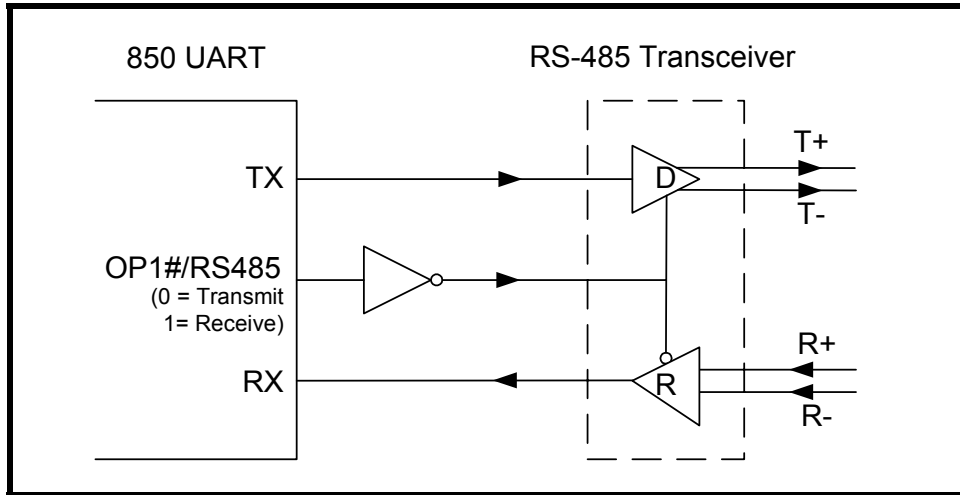 850 UART
RS-485 Transceiver
TX
D
T+
T-
OP1#/RS485
(0 = Transmit
1= Receive)
RX
R
R+
R-